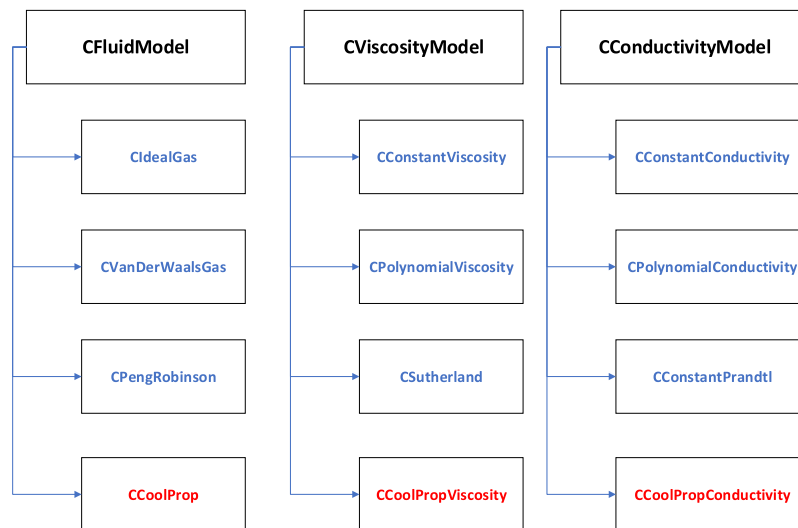 CFluidModel
CIdealGas
CVanDerWaalsGas
CPengRobinson
CCoolProp
CViscosityModel
CConstantViscosity
CPolynomialViscosity
CSutherland
CCoolPropViscosity
CConductivityModel
CConstantConductivity
CPolynomialConductivity
CConstantPrandtl
CCoolPropConductivity